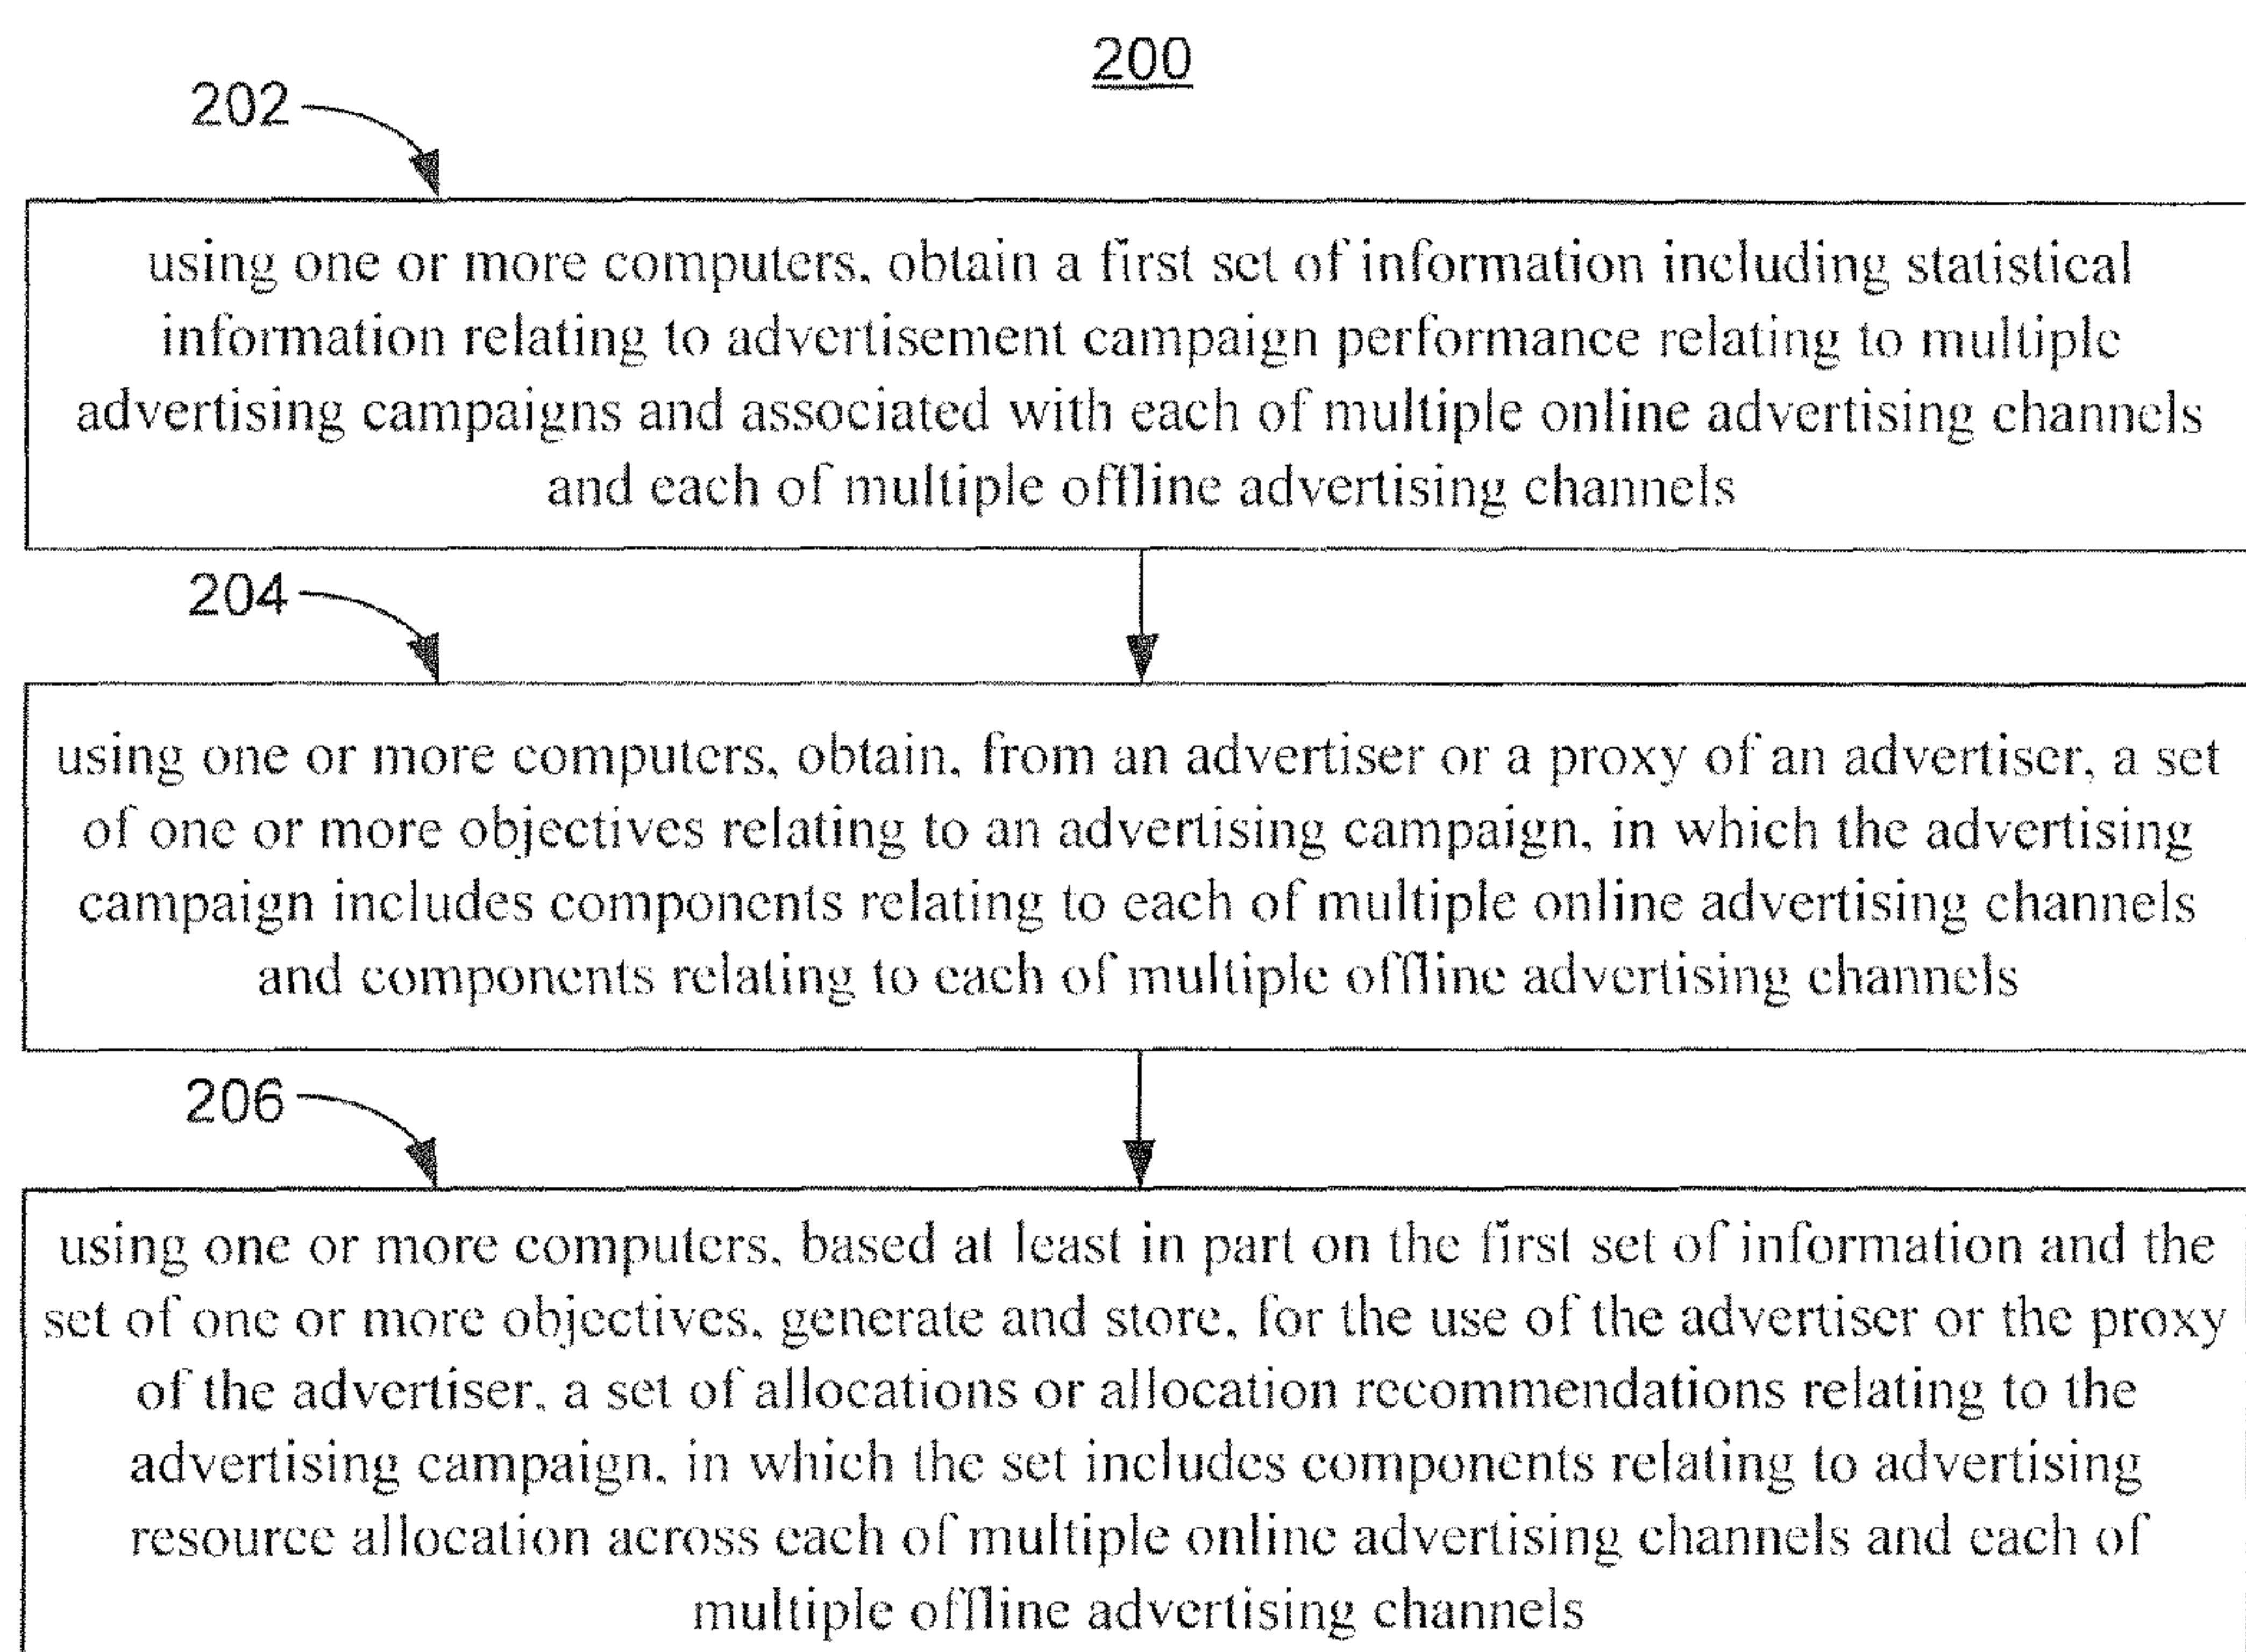 200
202
using one or more computers, obtain a first set of information including statistical
information relating to advertisement campaign performance relating to multiple
advertising campaigns and associated with each of multiple online advertising channels
and each of multiple offline advertising channels
204
using one or more computers, obtain, from an advertiser or a proxy of an advertiser, a set
of one or more objectives relating to an advertising campaign, in which the advertising
campaign includes components relating to each of multiple online advertising channels
and components relating to each of multiple offline advertising channels
206
using one or more computers, based at least in part on the first set of information and the
set of one or more objectives, generate and store, for the use of the advertiser or the proxy
of the advertiser, a set of allocations or allocation recommendations relating to the
advertising campaign, in which the set includes components relating to advertising
resource allocation across each of multiple online advertising channels and each of
multiple offline advertising channels